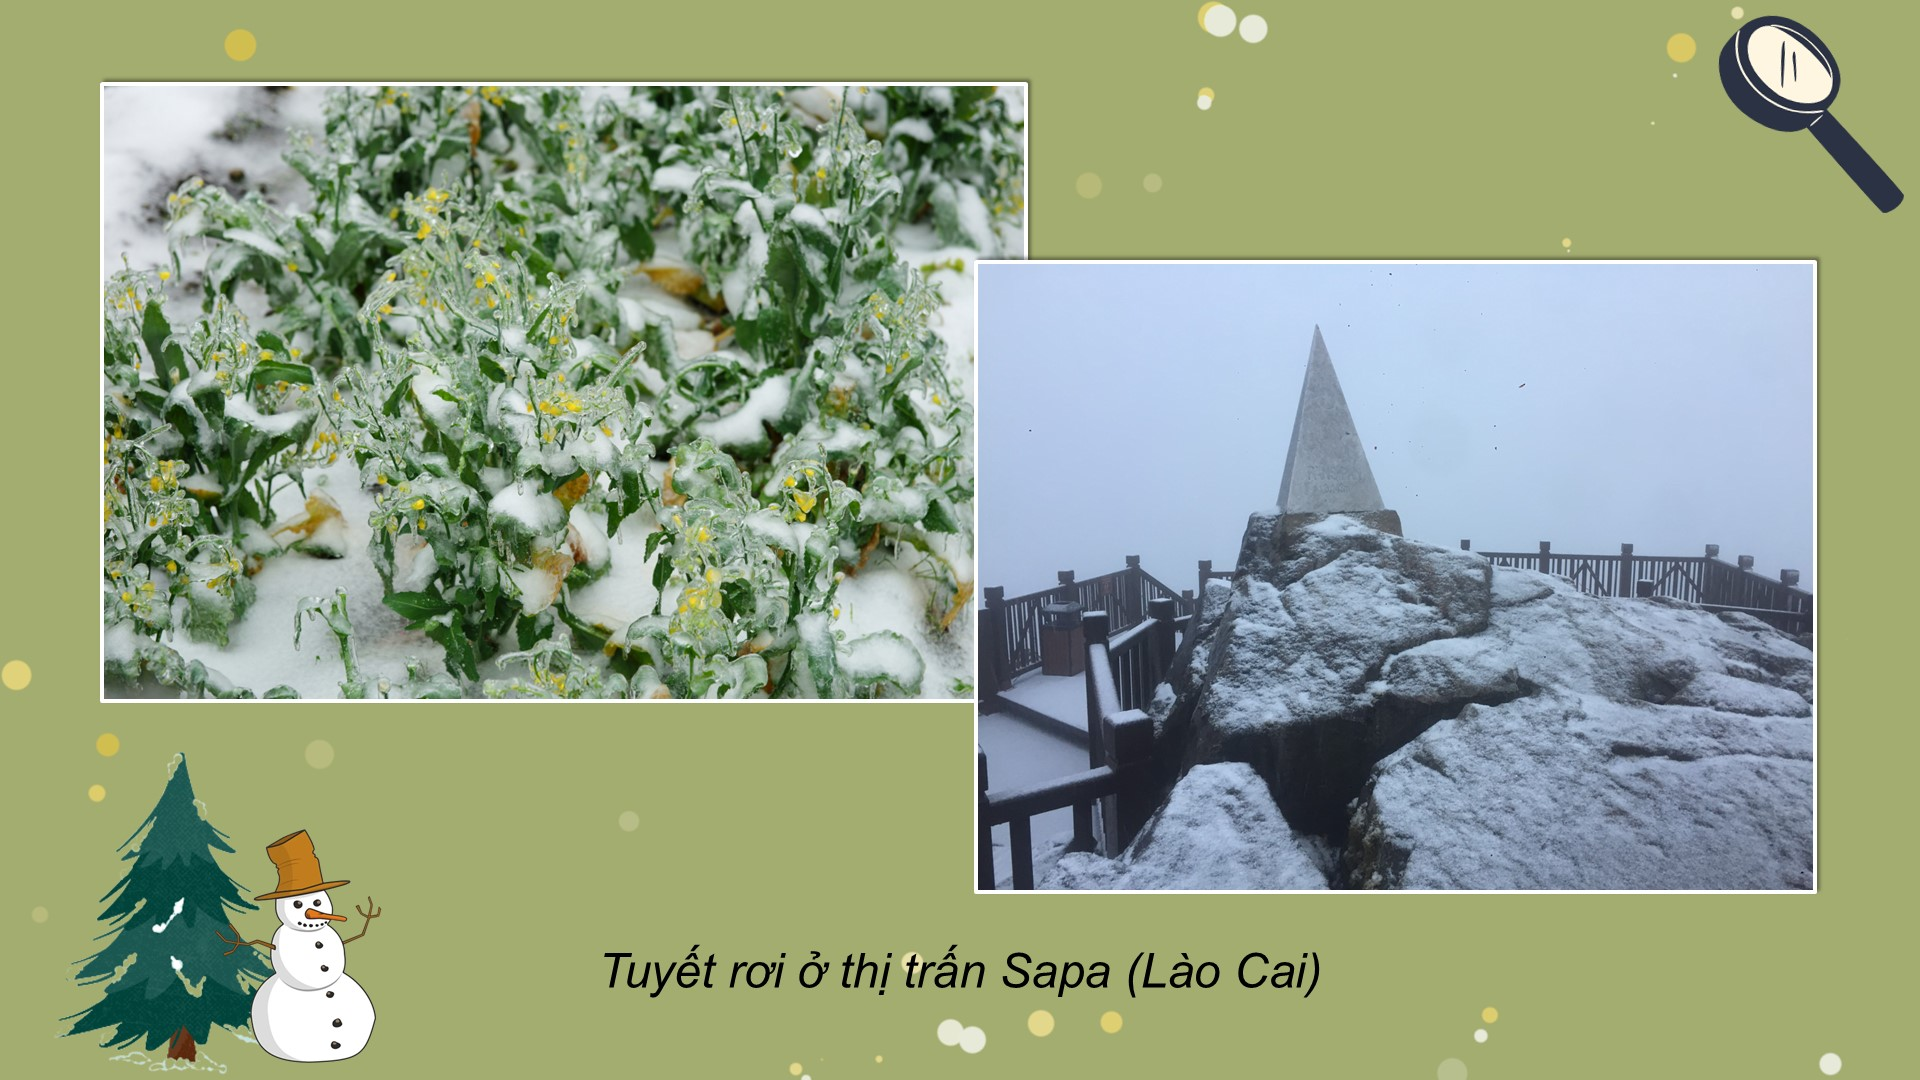 Tuyết rơi ở thị trấn Sapa (Lào Cai)